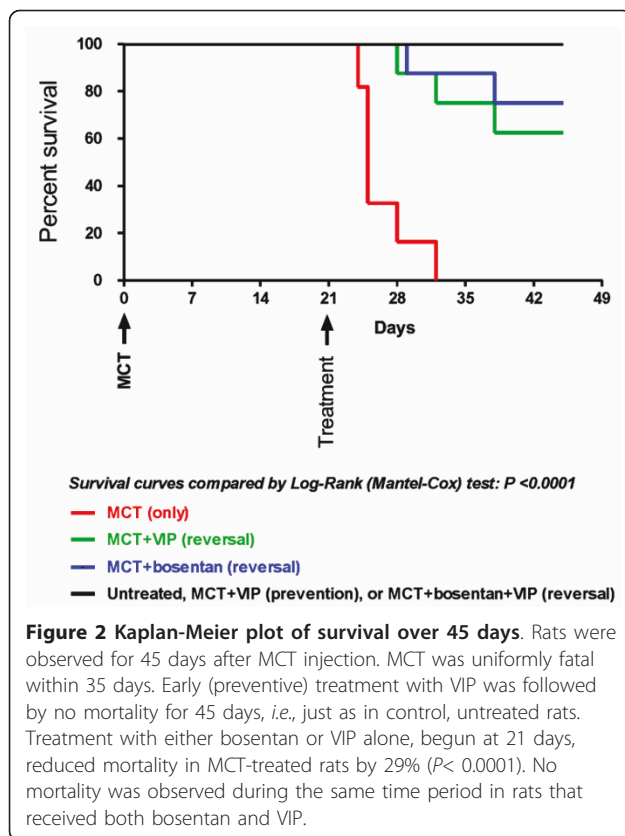 100
80
60
40
20
0
Percent survival
0 7 14 21 28 35 42 49
Days
MCT
Treatment
Survival curves compared by Log-Rank (Mantel-Cox) test: P <0.0001
MCT (only)
MCT+VIP (reversal)
MCT+bosentan (reversal)
Untreated, MCT+VIP (prevention), or MCT+bosentan+VIP (reversal)
Figure 2 Kaplan-Meier plot of survival over 45 days. Rats were
observed for 45 days after MCT injection. MCT was uniformly fatal
within 35 days. Early (preventive) treatment with VIP was followed
by no mortality for 45 days, i.e., just as in control, untreated rats.
Treatment with either bosentan or VIP alone, begun at 21 days,
reduced mortality in MCT-treated rats by 29% (P< 0.0001). No
mortality was observed during the same time period in rats that
received both bosentan and VIP.